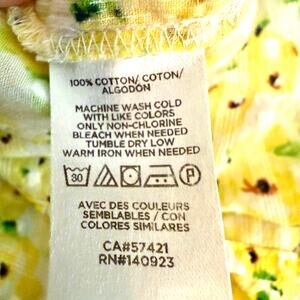 100% COTTON/ COTON/
ALGODON
MACHINE WASH COLD
WITH LIKE COLORS
ONLY NON-CHLORINE
BLEACH WHEN NEEDED
TUMBLE DRY LOW
WARM IRON WHEN NEEDED
30 P
AVEC DES COULEURS
SEMBLABLES / CON
COLORES SIMILARES
CA#57421
RN#140923